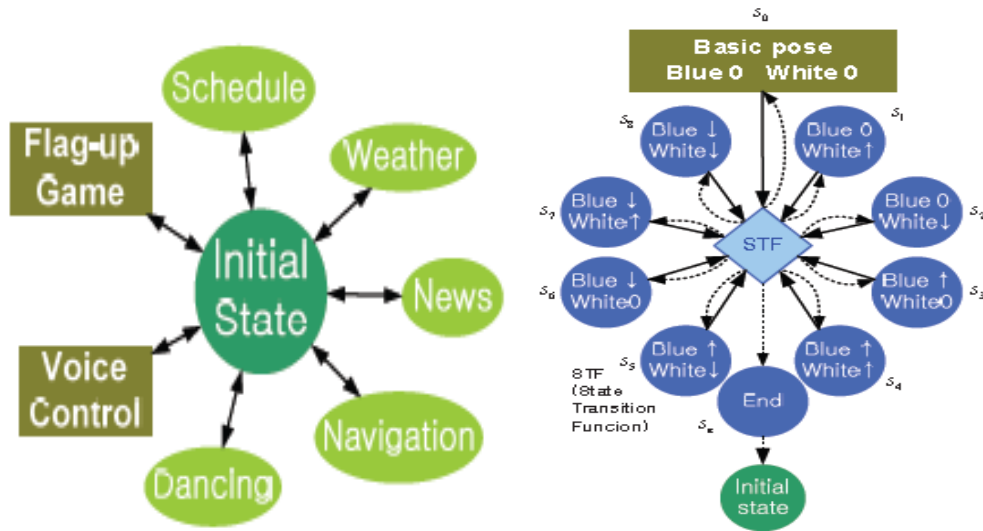 Schedule
Flag-up
Game
Weather
Initial
State
News
Voice
Control
Navigation
Dancing
S₀
Basic pose
Blue 0 White 0
S₈
Blue ↓
White↓
Blue 0
White↑
S₁
S₇
Blue ↓
White↑
Blue 0
White↓
STF
S₆
Blue ↓
White0
Blue ↑
White0
S₃
S₅
Blue ↑
White↓
Blue ↑
White↑
S₄
STF
(State
Transition
Funcion)
End
Initial
state